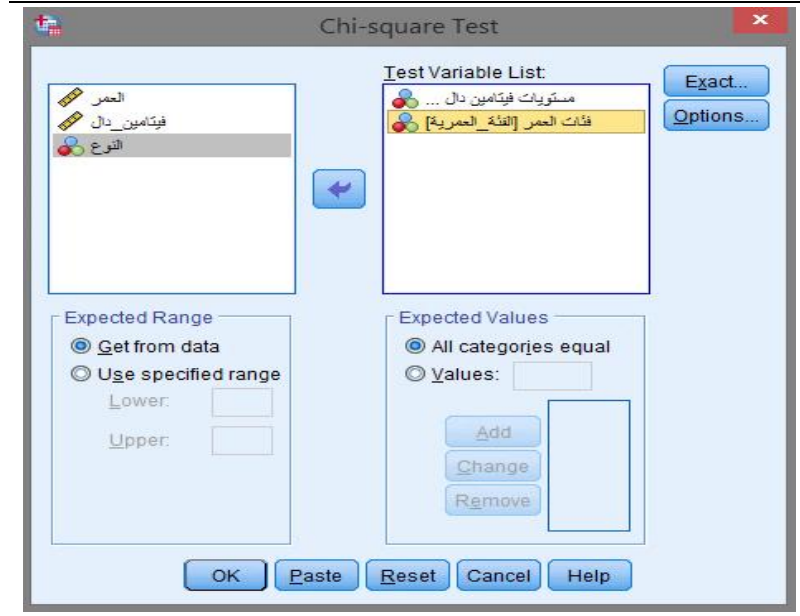 Chi-square Test
العمر
فيتامين_دال
النوع
Test Variable List:
مستويات فيتامين دال ...
فئات العمر [الفئة_العمرية]
Exact...
Options...
Expected Range
Get from data
Use specified range
Lower:
Upper:
Expected Values
All categories equal
Values:
Add
Change
Remove
OK
Paste
Reset
Cancel
Help